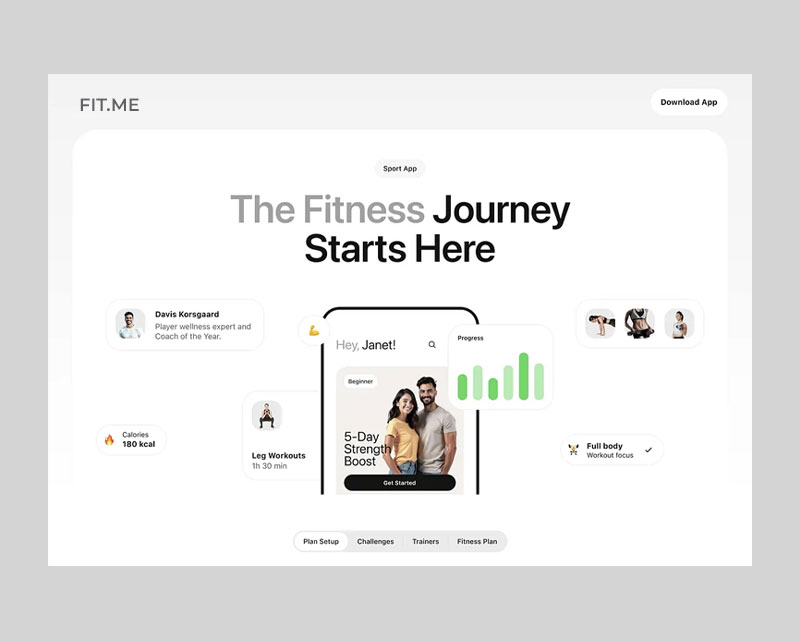 FIT.ME
Download App
Sport App
The Fitness Journey
Starts Here
Davis Korsgaard
Player wellness expert and
Coach of the Year.
Hey, Janet!
Progress
Beginner
5-Day
Strength
Boost
Get Started
Leg Workouts
1h 30 min
Calories
180 kcal
Full body
Workout focus
Plan Setup
Challenges
Trainers
Fitness Plan